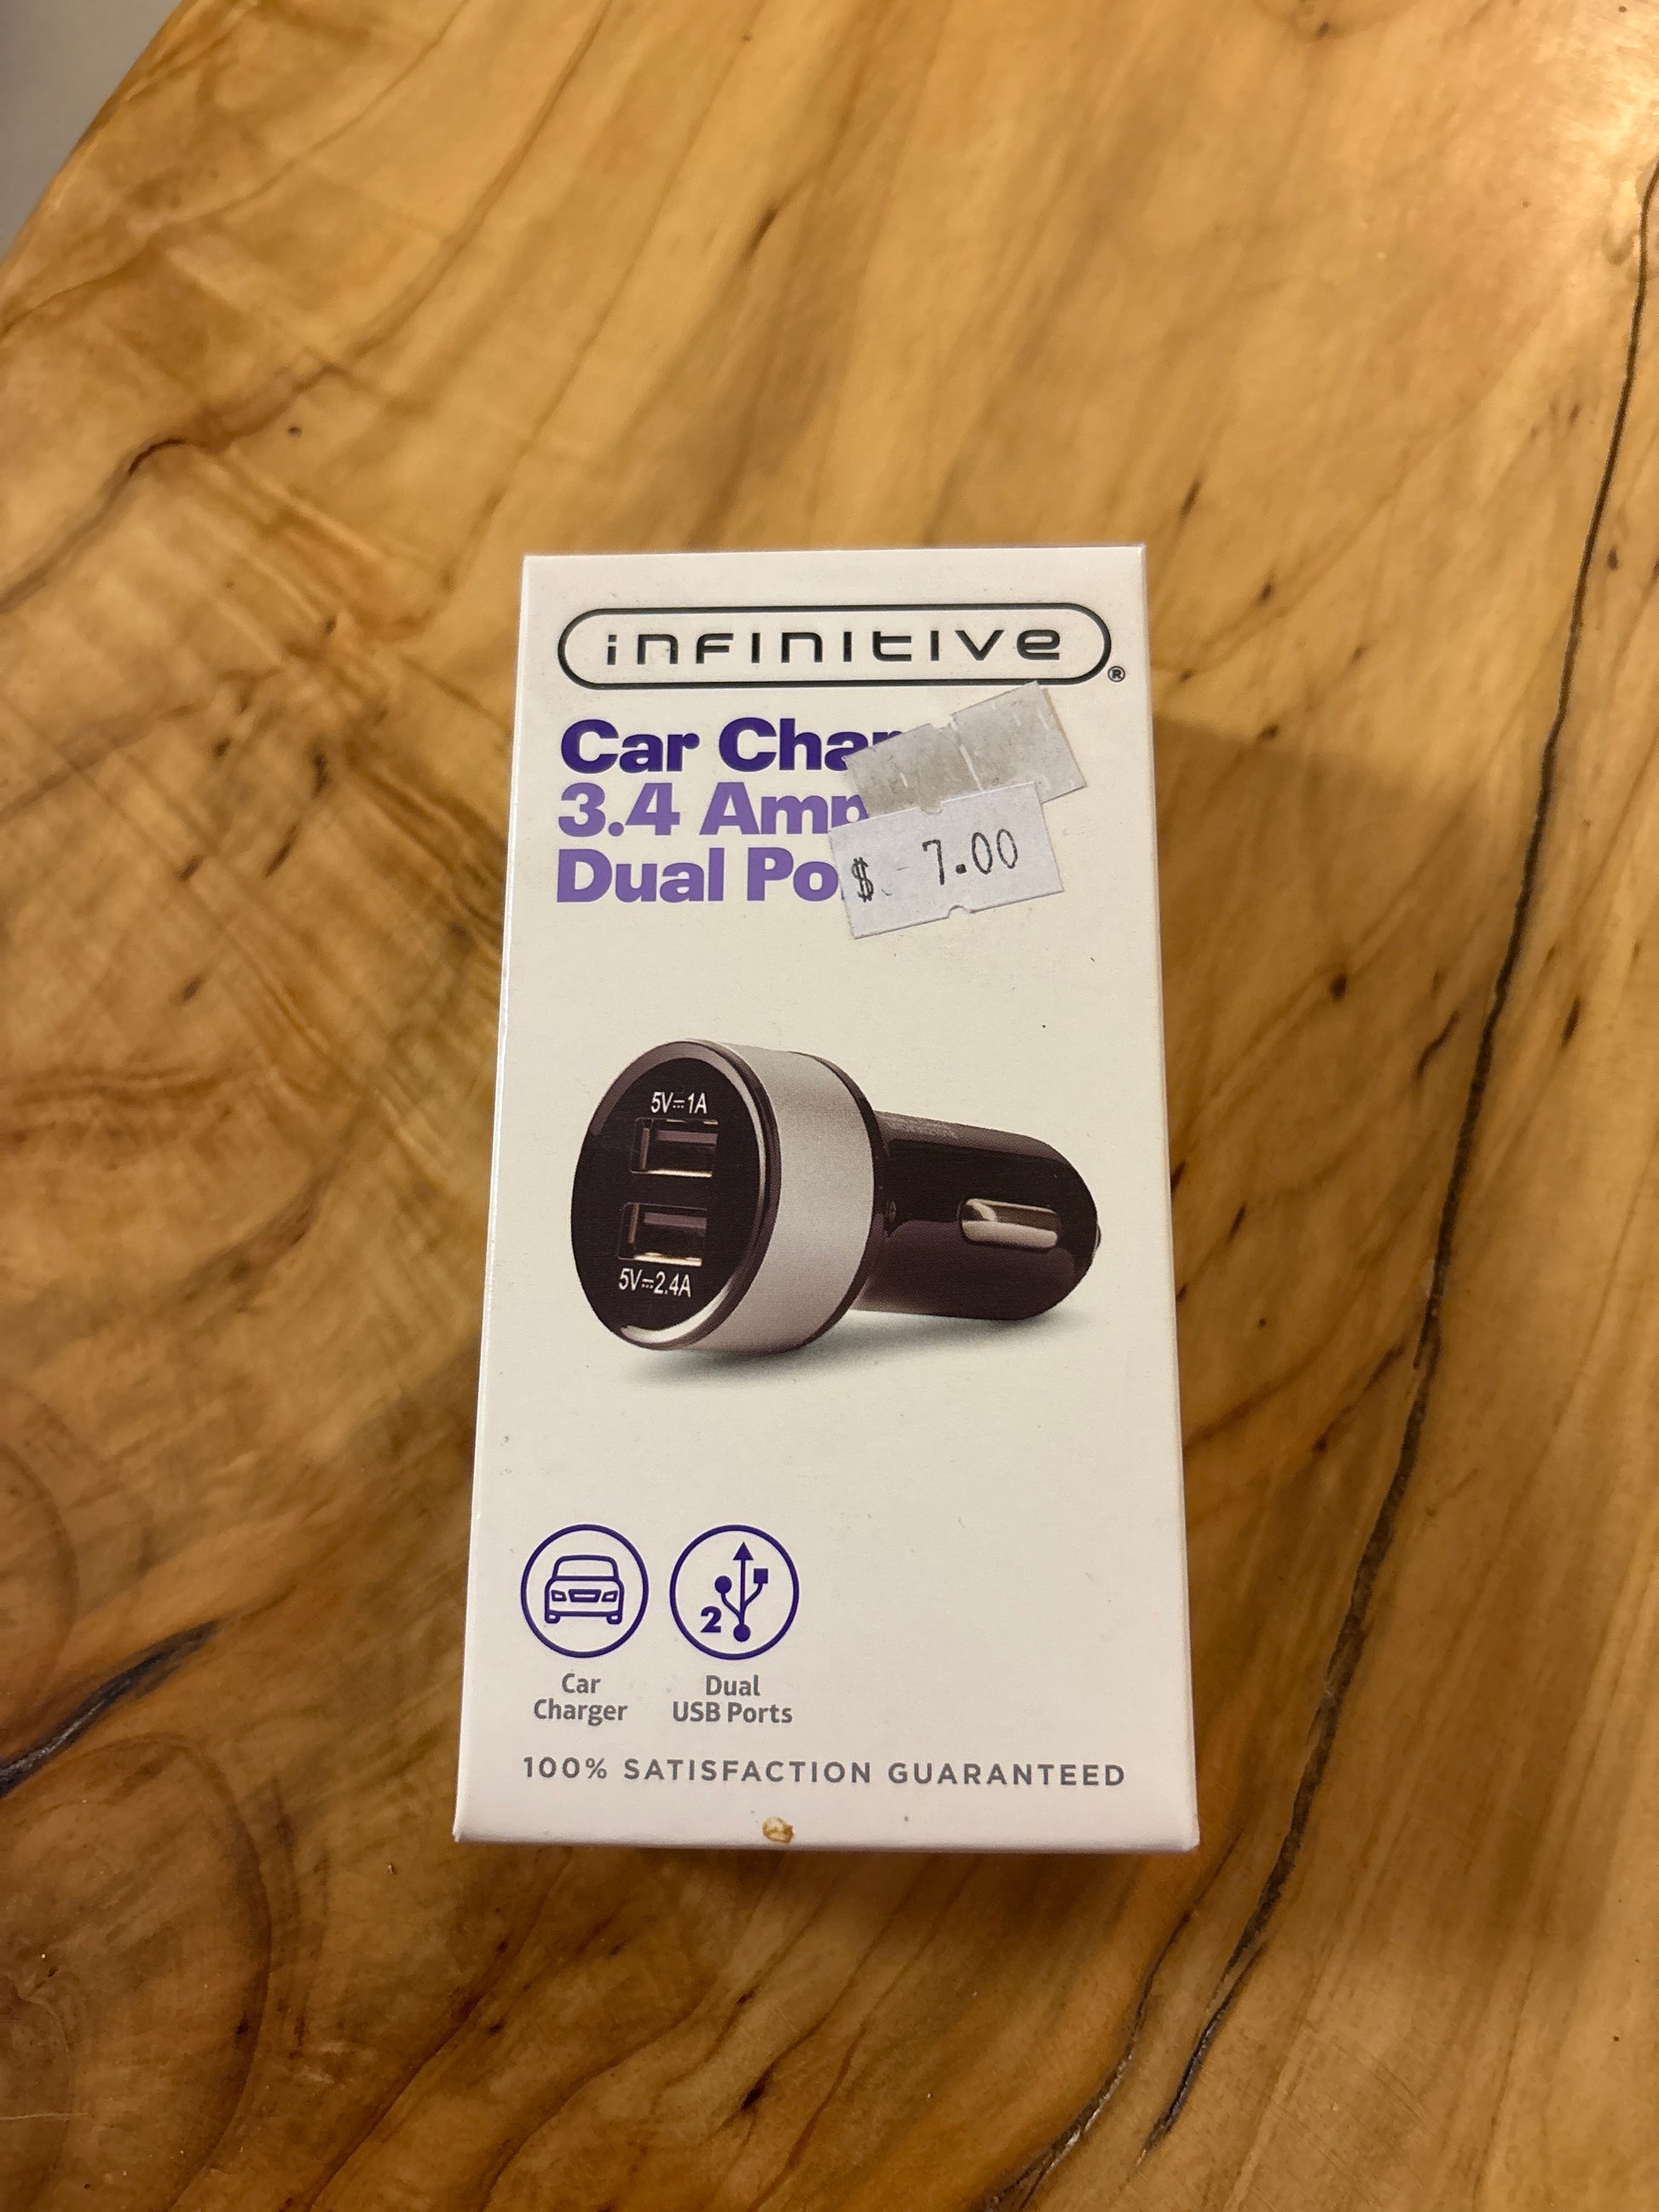 infinitive®
Car Char
3.4 Amp
Dual Po
$ 7.00
5V⎓1A
5V⎓2.4A
2
Car
Charger
Dual
USB Ports
100% SATISFACTION GUARANTEED